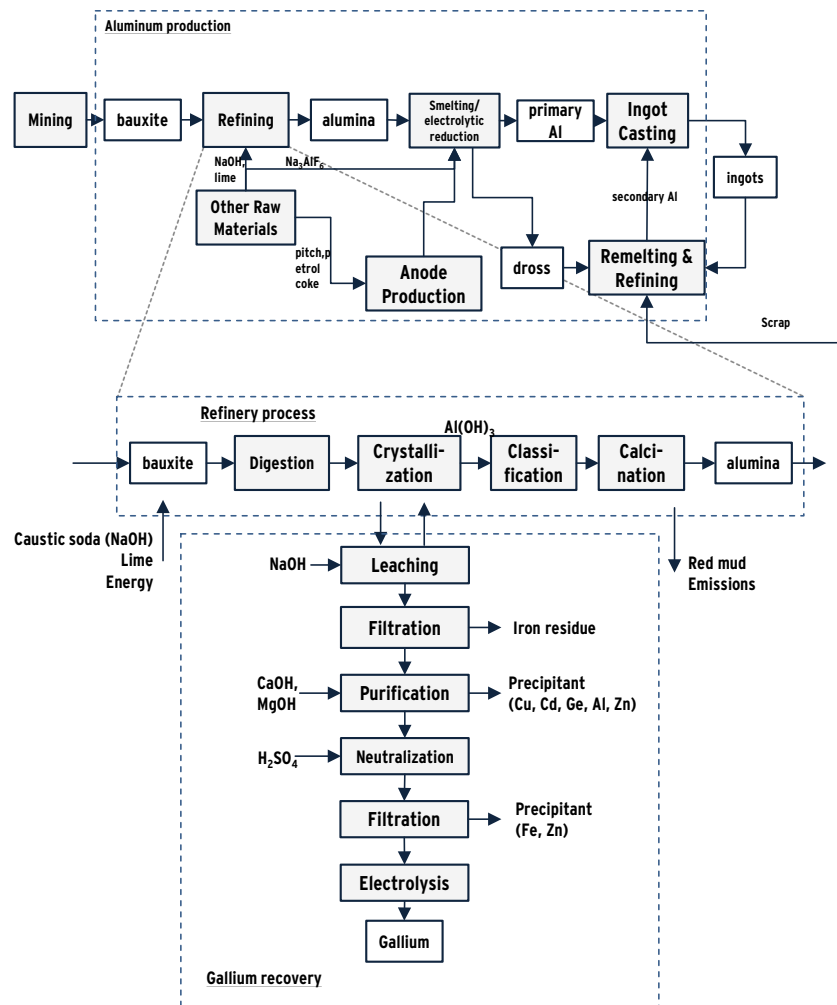 Aluminum production
Mining
bauxite
Refining
alumina
Smelting/
electrolytic
reduction
primary
Al
Ingot
Casting
ingots
NaOH,
lime
Na₃AlF₆
secondary Al
Other Raw
Materials
pitch,p
etrol
coke
Anode
Production
dross
Remelting &
Refining
Scrap
Refinery process
Al(OH)₃
bauxite
Digestion
Crystalli-
zation
Classi-
fication
Calci-
nation
alumina
Caustic soda (NaOH)
Lime
Energy
Red mud
Emissions
NaOH
Leaching
Filtration
Iron residue
CaOH,
MgOH
Purification
Precipitant
(Cu, Cd, Ge, Al, Zn)
H₂SO₄
Neutralization
Filtration
Precipitant
(Fe, Zn)
Electrolysis
Gallium
Gallium recovery